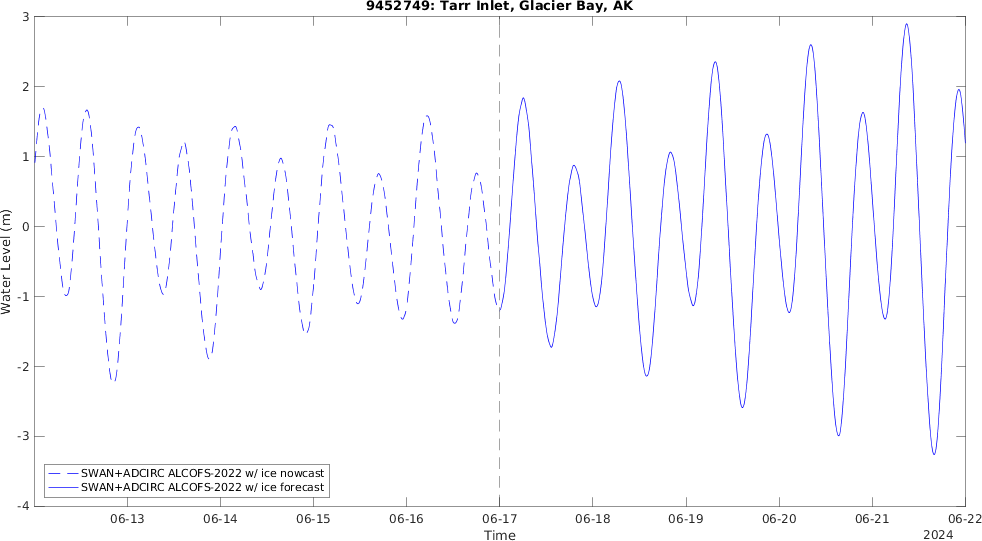 9452749: Tarr Inlet, Glacier Bay, AK
3
2
1
0
-1
-2
-3
-4
Water Level (m)
SWAN+ADCIRC ALCOFS-2022 w/ ice nowcast
SWAN+ADCIRC ALCOFS-2022 w/ ice forecast
06-13 06-14 06-15 06-16 06-17 06-18 06-19 06-20 06-21 06-22
Time
2024